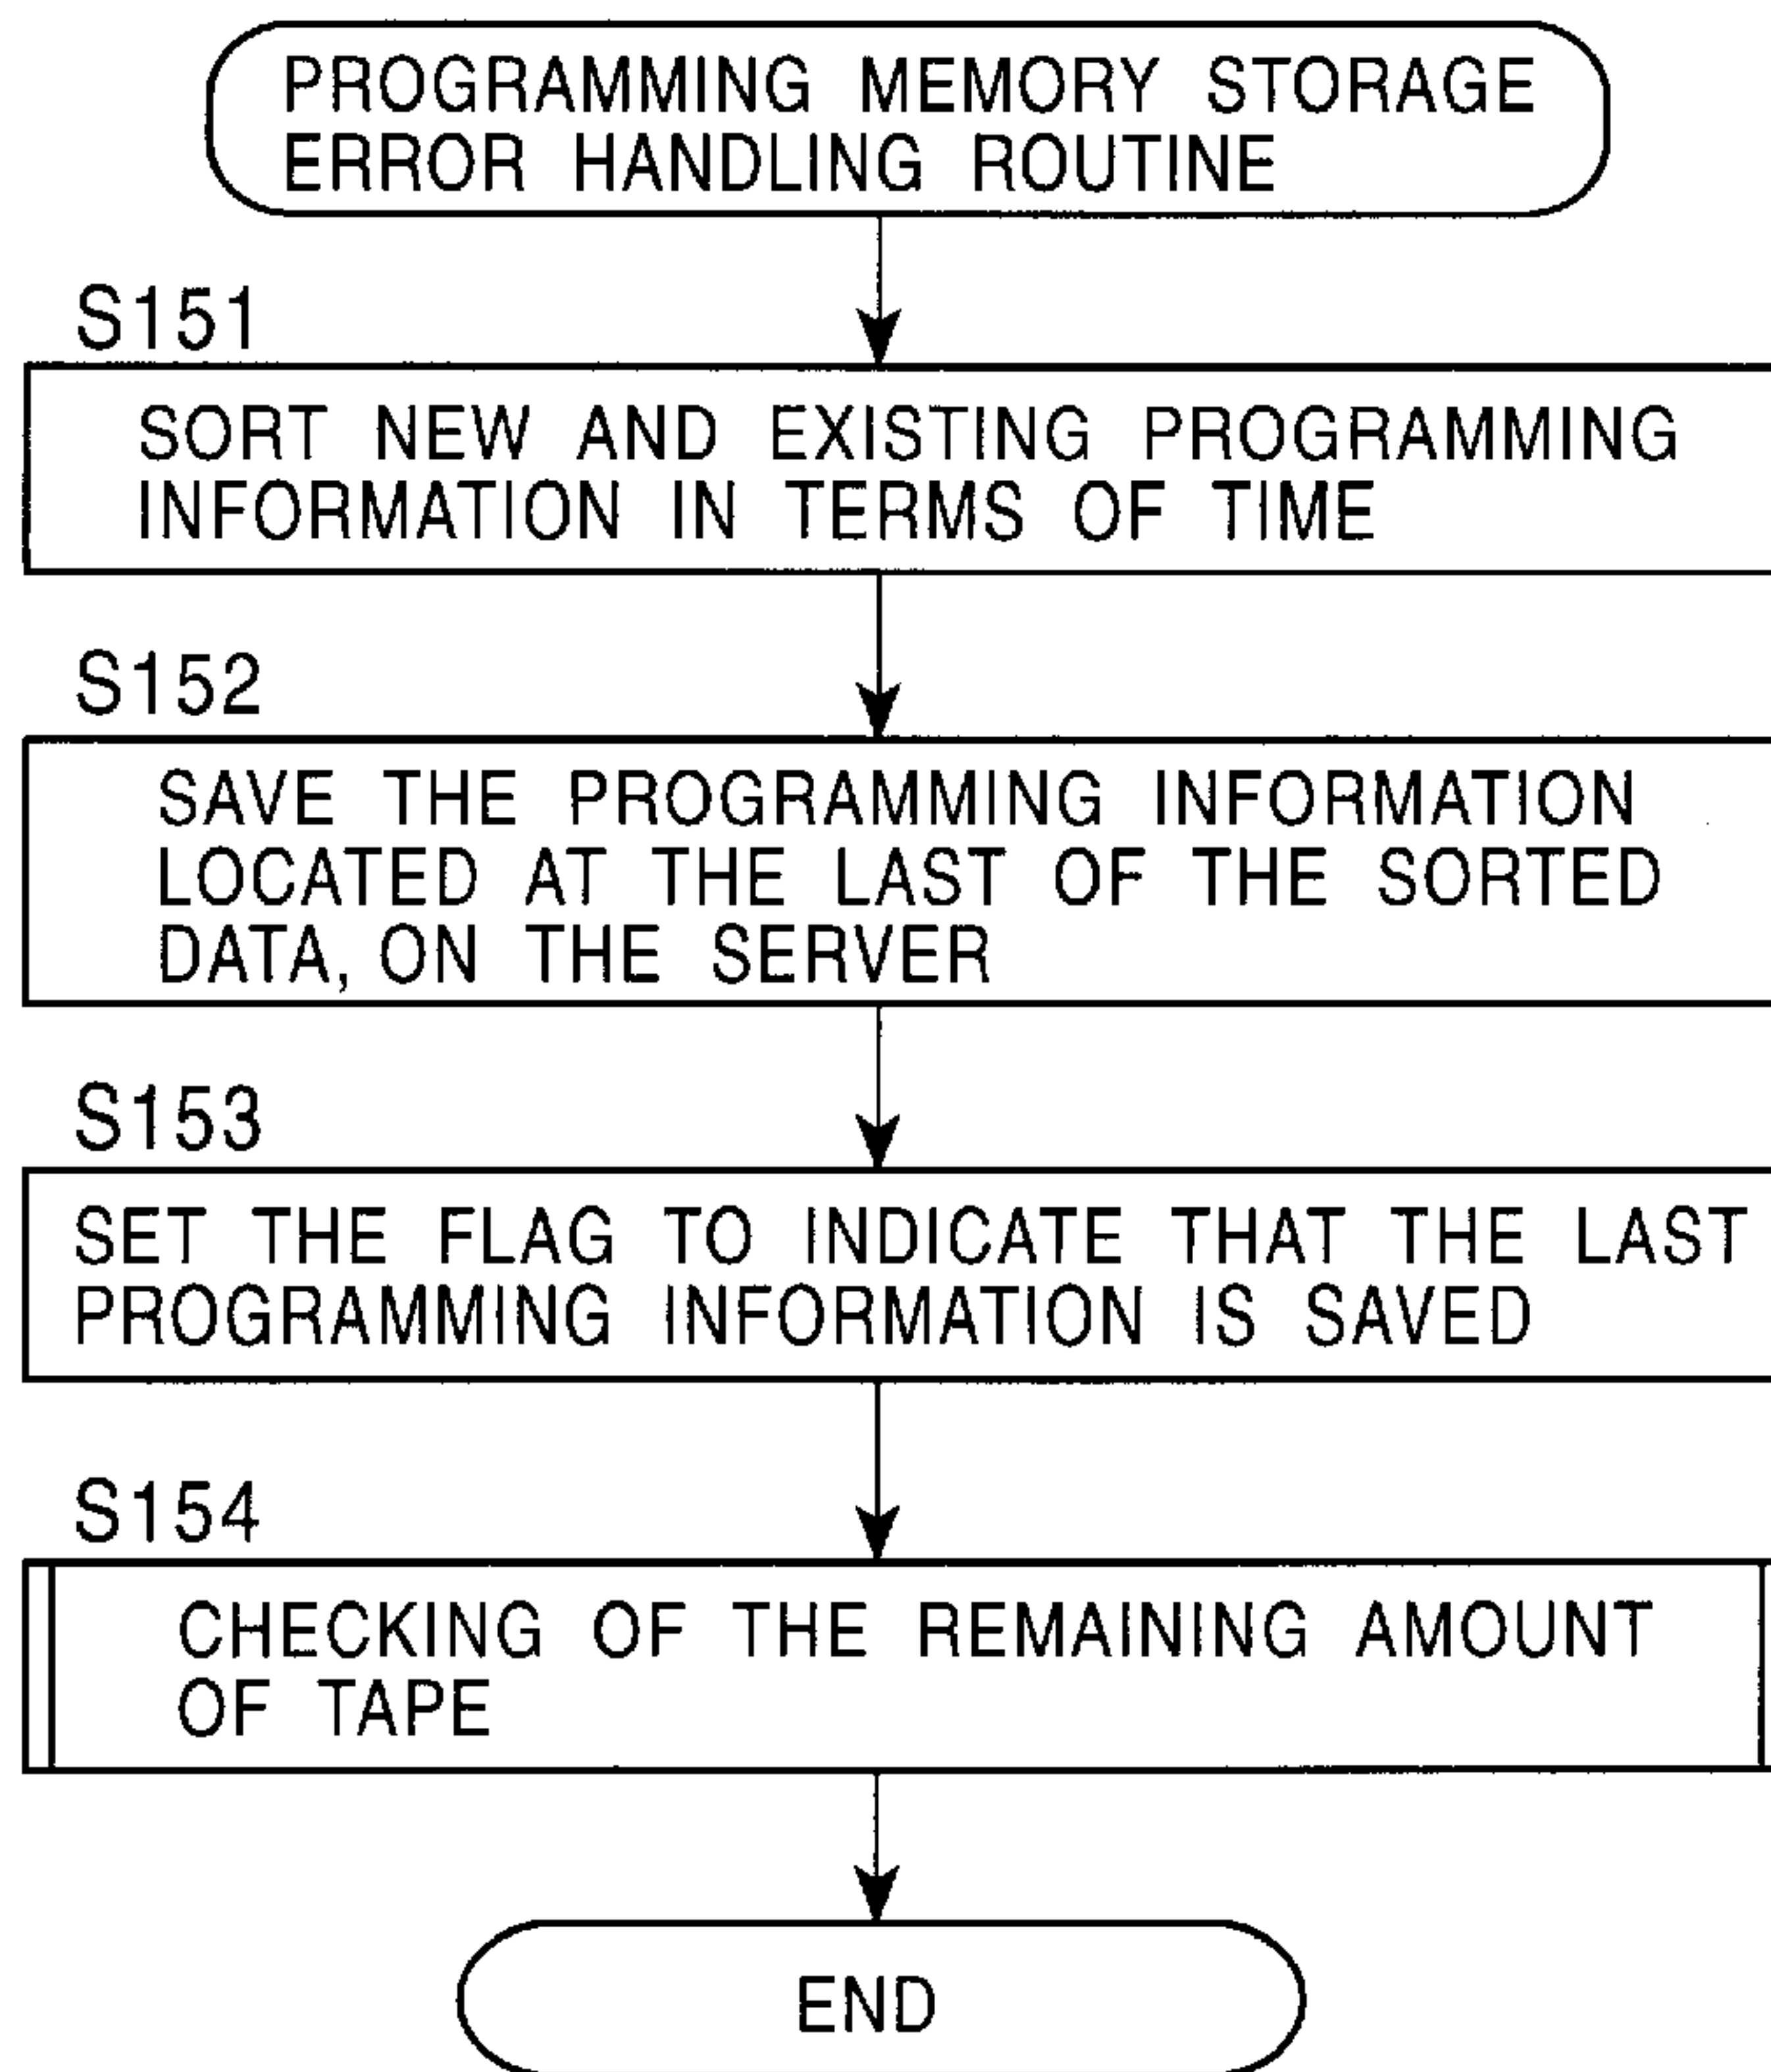 PROGRAMMING MEMORY STORAGE
ERROR HANDLING ROUTINE
S151
SORT NEW AND EXISTING PROGRAMMING
INFORMATION IN TERMS OF TIME
S152
SAVE THE PROGRAMMING INFORMATION
LOCATED AT THE LAST OF THE SORTED
DATA, ON THE SERVER
S153
SET THE FLAG TO INDICATE THAT THE LAST
PROGRAMMING INFORMATION IS SAVED
S154
CHECKING OF THE REMAINING AMOUNT
OF TAPE
END